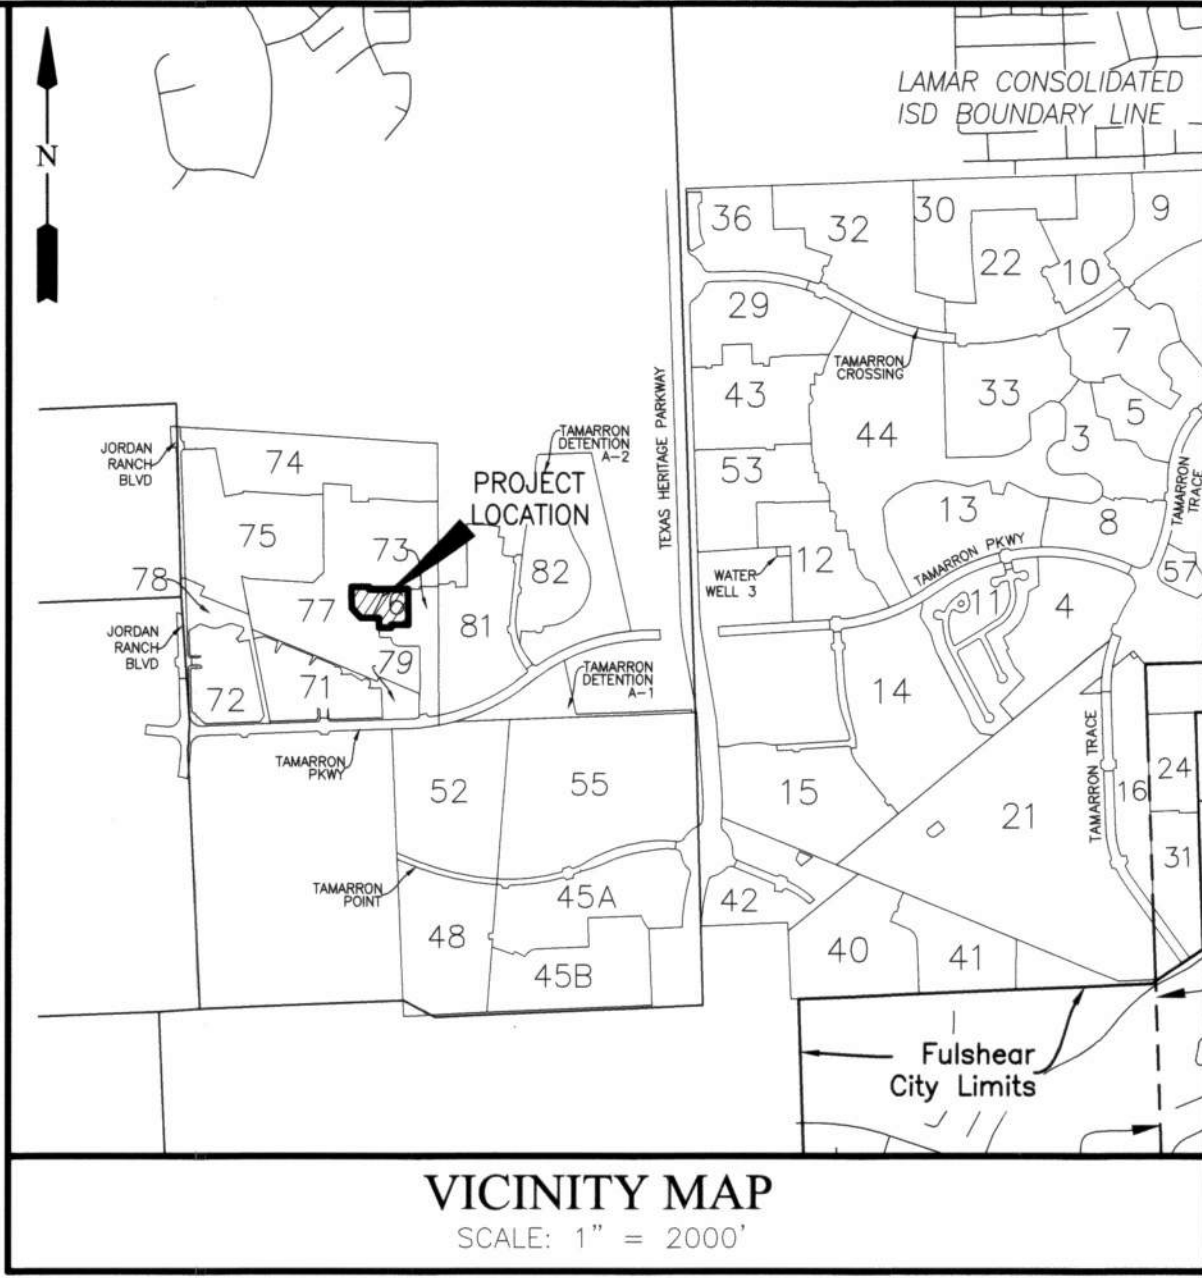 LAMAR CONSOLIDATED
ISD BOUNDARY LINE
N
36
32
30
9
22
10
29
7
TAMARRON
CROSSING
TEXAS HERITAGE PARKWAY
43
33
5
44
3
JORDAN
RANCH
BLVD
TAMARRON
DETENTION
A-2
74
PROJECT
LOCATION
53
TAMARRON
TRACE
13
75
73
8
82
12
TAMARRON PKWY
WATER
WELL 3
57
78
77
11
4
81
JORDAN
RANCH
BLVD
79
TAMARRON
DETENTION
A-1
72
71
14
TAMARRON
PKWY
52
55
15
TAMARRON TRACE
16
24
21
31
TAMARRON
POINT
45A
42
48
40
41
45B
Fulshear
City Limits
VICINITY MAP
SCALE: 1" = 2000'